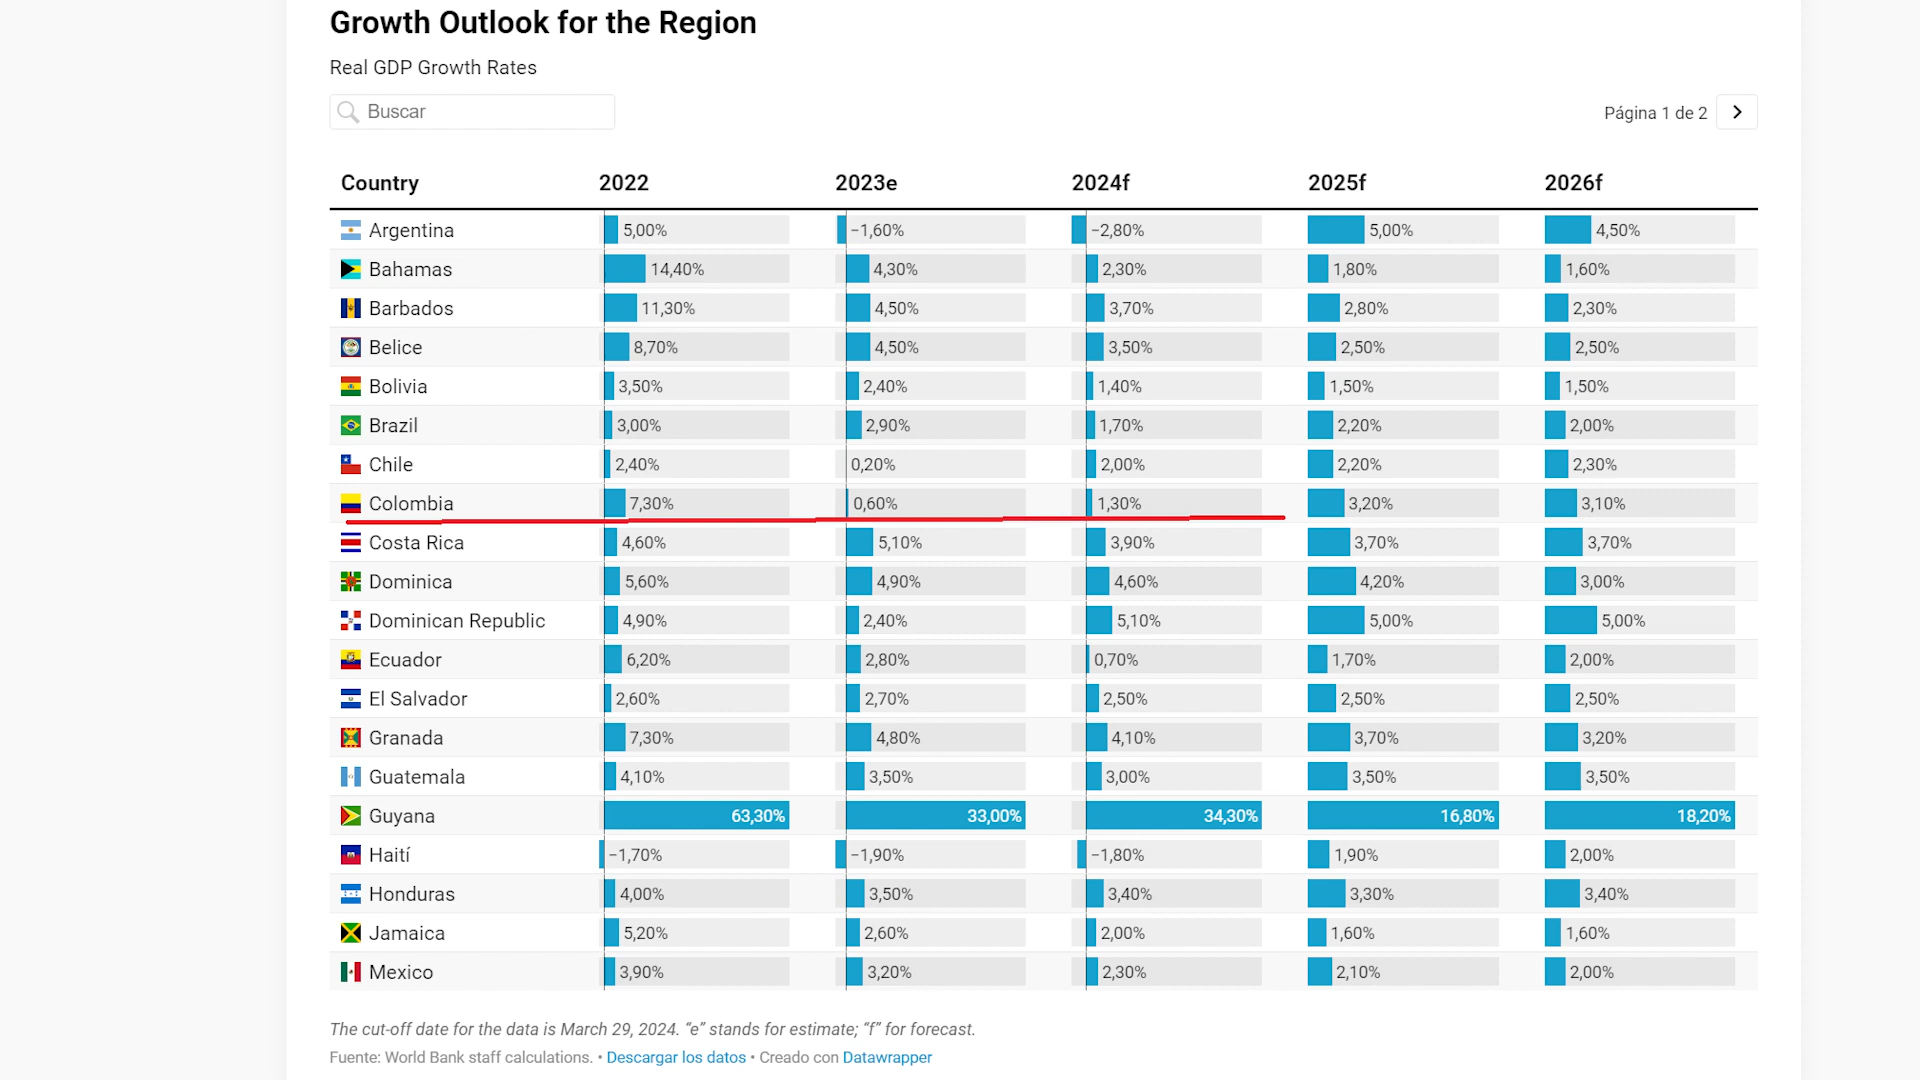 Growth Outlook for the Region
Real GDP Growth Rates
Buscar
Página 1 de 2
Country 2022 2023e 2024f 2025f 2026f
Argentina 5,00% −1,60% −2,80% 5,00% 4,50%
Bahamas 14,40% 4,30% 2,30% 1,80% 1,60%
Barbados 11,30% 4,50% 3,70% 2,80% 2,30%
Belice 8,70% 4,50% 3,50% 2,50% 2,50%
Bolivia 3,50% 2,40% 1,40% 1,50% 1,50%
Brazil 3,00% 2,90% 1,70% 2,20% 2,00%
Chile 2,40% 0,20% 2,00% 2,20% 2,30%
Colombia 7,30% 0,60% 1,30% 3,20% 3,10%
Costa Rica 4,60% 5,10% 3,90% 3,70% 3,70%
Dominica 5,60% 4,90% 4,60% 4,20% 3,00%
Dominican Republic 4,90% 2,40% 5,10% 5,00% 5,00%
Ecuador 6,20% 2,80% 0,70% 1,70% 2,00%
El Salvador 2,60% 2,70% 2,50% 2,50% 2,50%
Granada 7,30% 4,80% 4,10% 3,70% 3,20%
Guatemala 4,10% 3,50% 3,00% 3,50% 3,50%
Guyana 63,30% 33,00% 34,30% 16,80% 18,20%
Haití −1,70% −1,90% −1,80% 1,90% 2,00%
Honduras 4,00% 3,50% 3,40% 3,30% 3,40%
Jamaica 5,20% 2,60% 2,00% 1,60% 1,60%
Mexico 3,90% 3,20% 2,30% 2,10% 2,00%
The cut-off date for the data is March 29, 2024. “e” stands for estimate; “f” for forecast.
Fuente: World Bank staff calculations. • Descargar los datos • Creado con Datawrapper